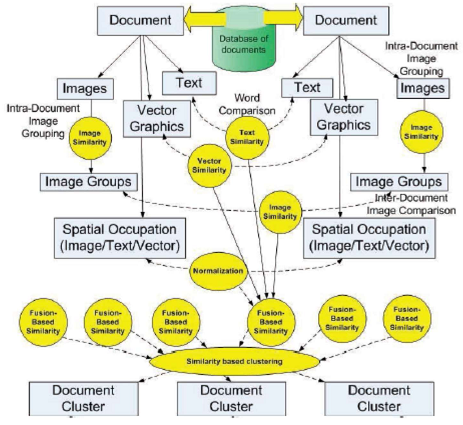 Document
Database of
documents
Document
Images
Text
Text
Intra-Document
Image
Grouping
Images
Intra-Document
Image
Grouping
Vector
Graphics
Word
Comparison
Vector
Graphics
Image
Similarity
Text
Similarity
Image
Similarity
Vector
Similarity
Image Groups
Image Groups
Inter-Document
Image Comparison
Image
Similarity
Spatial Occupation
(Image/Text/Vector)
Spatial Occupation
(Image/Text/Vector)
Normalization
Fusion-
Based
Similarity
Fusion-
Based
Similarity
Fusion-
Based
Similarity
Fusion-
Based
Similarity
Fusion-
Based
Similarity
Fusion-
Based
Similarity
Similarity based clustering
Document
Cluster
Document
Cluster
Document
Cluster